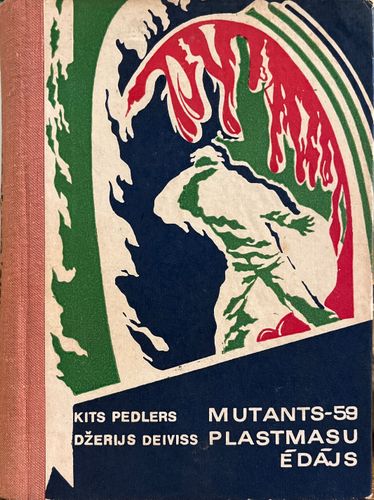 KITS PEDLERS
DŽERIJS DEIVISS
MUTANTS-59
PLASTMASU
ĒDĀJS